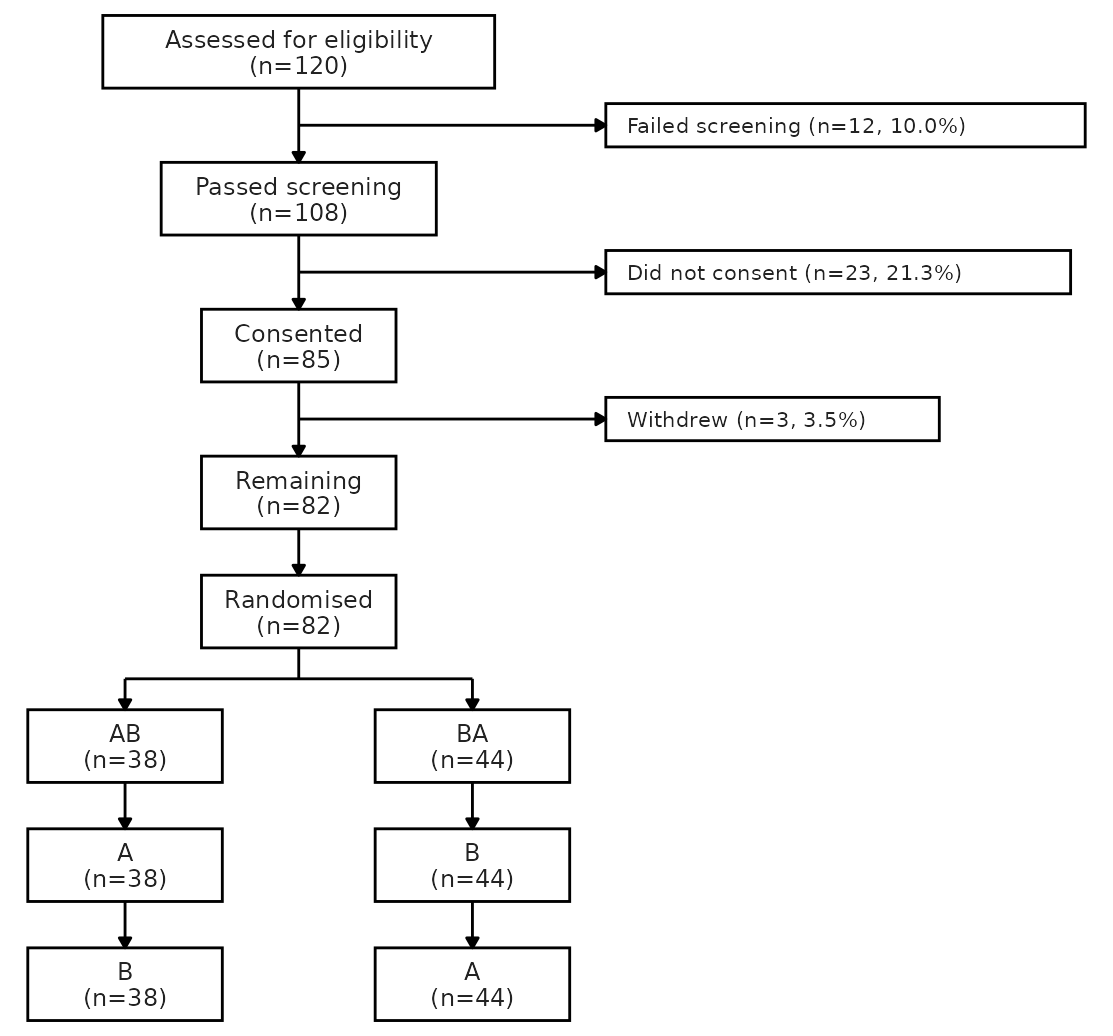 Assessed for eligibility
(n=120)
Failed screening (n=12, 10.0%)
Passed screening
(n=108)
Did not consent (n=23, 21.3%)
Consented
(n=85)
Withdrew (n=3, 3.5%)
Remaining
(n=82)
Randomised
(n=82)
AB
(n=38)
BA
(n=44)
A
(n=38)
B
(n=44)
B
(n=38)
A
(n=44)